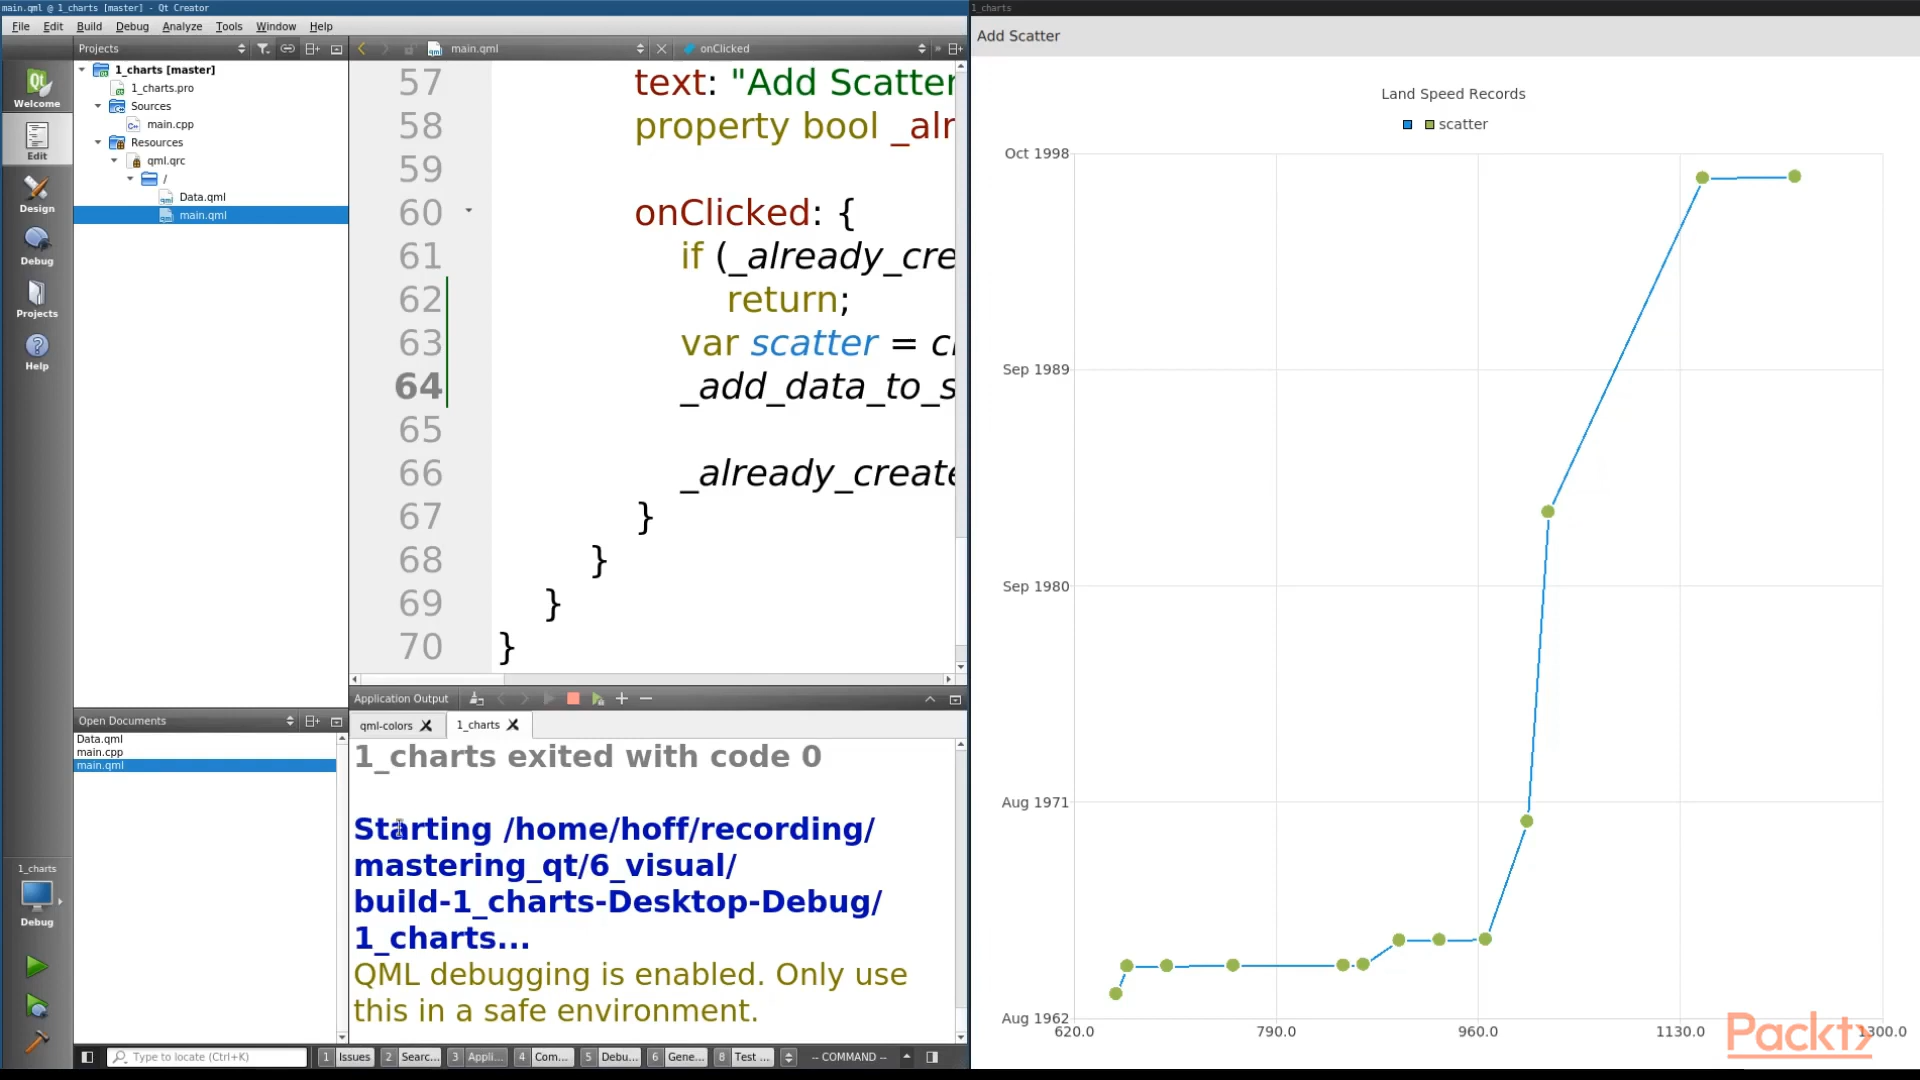 main.qml @ 1_charts [master] - Qt Creator
File Edit Build Debug Analyze Tools Window Help
Projects
main.qml
onClicked
Welcome
Edit
Design
Debug
Projects
Help
1_charts [master]
1_charts.pro
Sources
main.cpp
Resources
qml.qrc
/
Data.qml
main.qml
57 text: "Add Scatter
58 property bool _alr
59
60 onClicked: {
61 if (_already_cre
62 return;
63 var scatter = c
64 _add_data_to_s
65
66 _already_create
67 }
68 }
69 }
70 }
Open Documents
Data.qml
main.cpp
main.qml
Application Output
qml-colors
1_charts
1_charts exited with code 0
Starting /home/hoff/recording/
mastering_qt/6_visual/
build-1_charts-Desktop-Debug/
1_charts...
QML debugging is enabled. Only use
this in a safe environment.
1_charts
Debug
Type to locate (Ctrl+K)
1 Issues
2 Searc...
3 Appli...
4 Com...
5 Debu...
6 Gene...
8 Test ...
-- COMMAND --
1_charts
Add Scatter
Land Speed Records
scatter
Oct 1998
Sep 1989
Sep 1980
Aug 1971
Aug 1962
620.0 790.0 960.0 1130.0 1300.0
Packt>